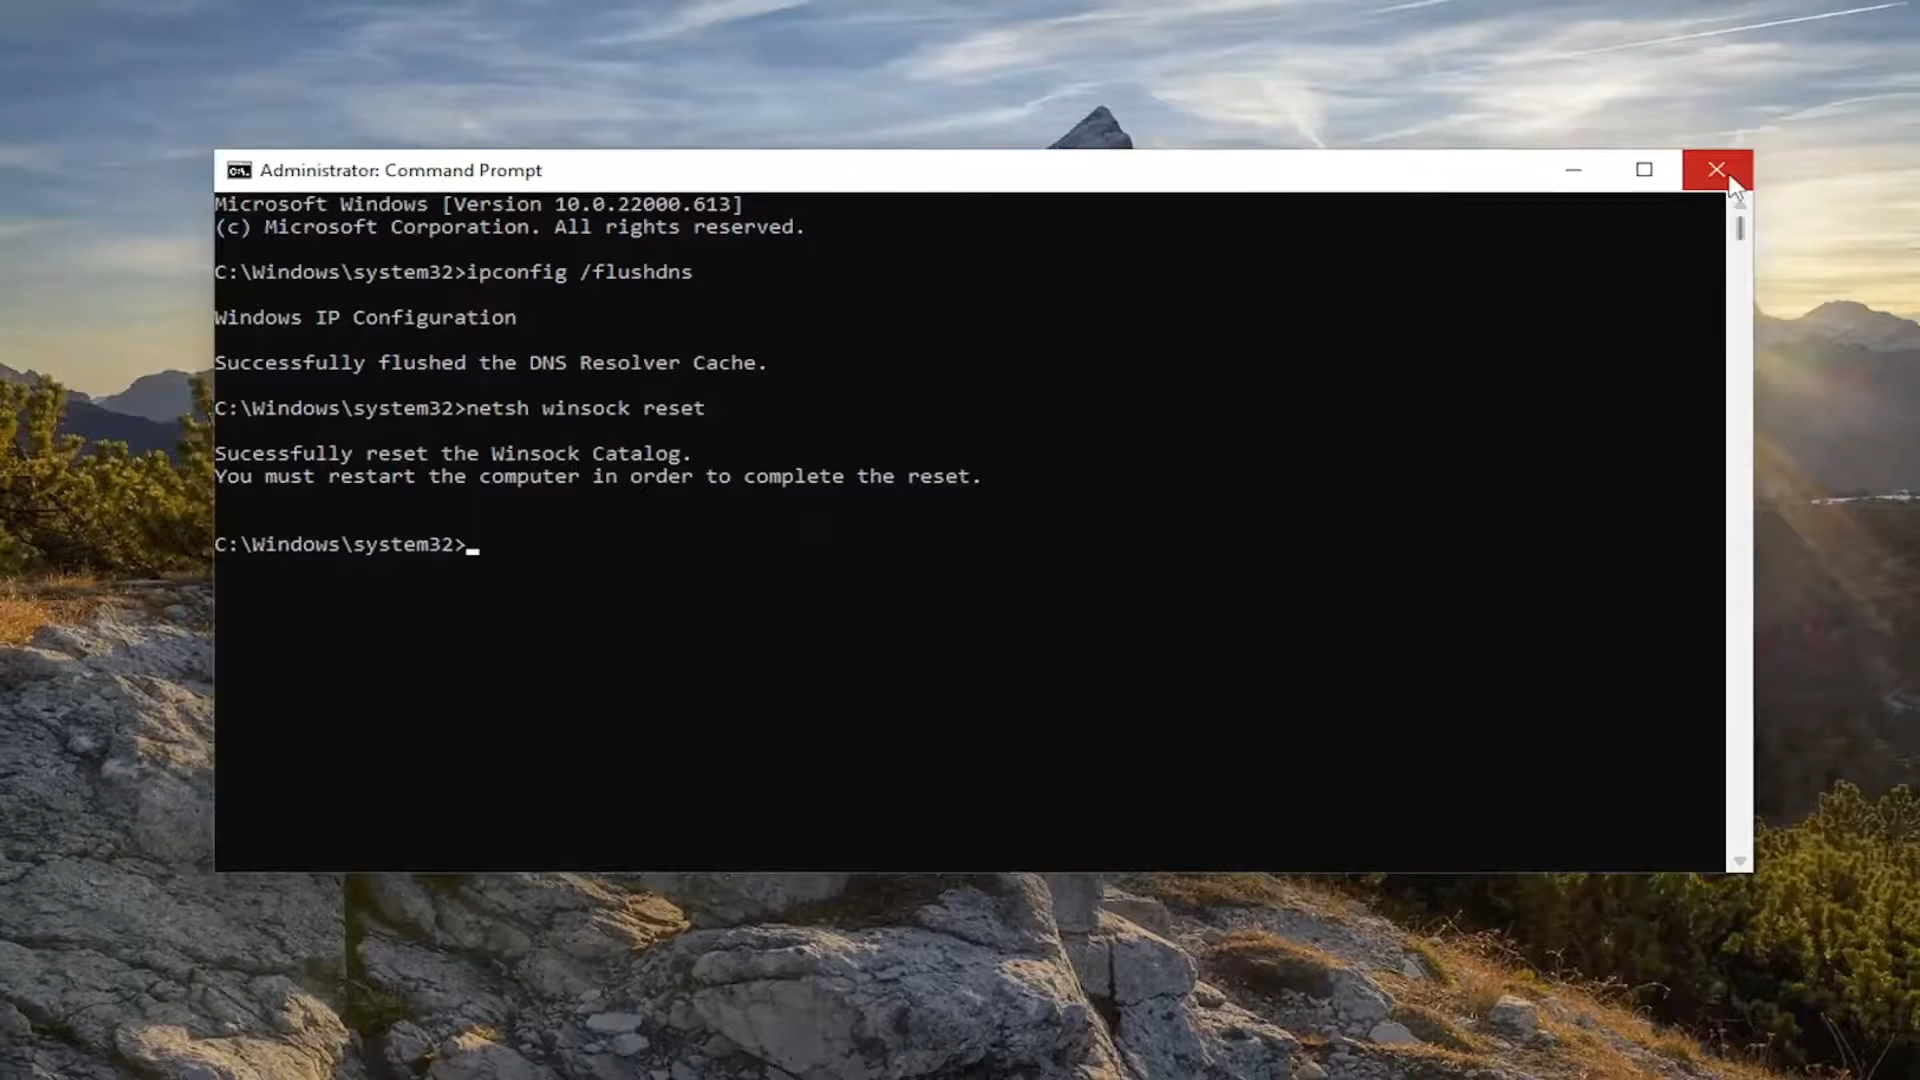 Administrator: Command Prompt
Microsoft Windows [Version 10.0.22000.613]
(c) Microsoft Corporation. All rights reserved.
C:\Windows\system32>ipconfig /flushdns
Windows IP Configuration
Successfully flushed the DNS Resolver Cache.
C:\Windows\system32>netsh winsock reset
Sucessfully reset the Winsock Catalog.
You must restart the computer in order to complete the reset.
C:\Windows\system32>